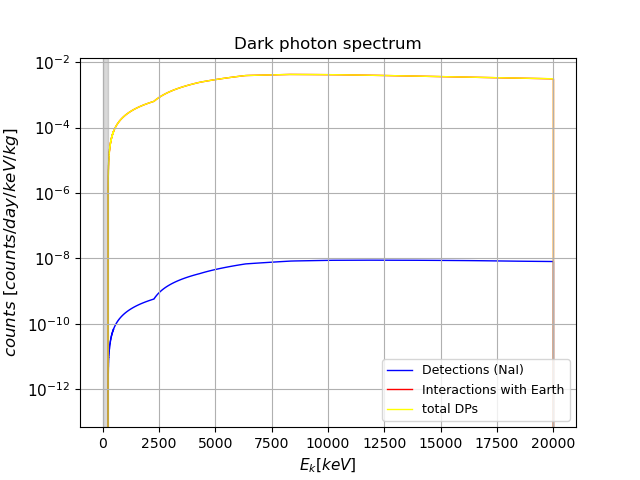 Dark photon spectrum
counts [counts/day/keV/kg]
10⁻²
10⁻⁴
10⁻⁶
10⁻⁸
10⁻¹⁰
10⁻¹²
Detections (NaI)
Interactions with Earth
total DPs
0 2500 5000 7500 10000 12500 15000 17500 20000
Eₖ[keV]